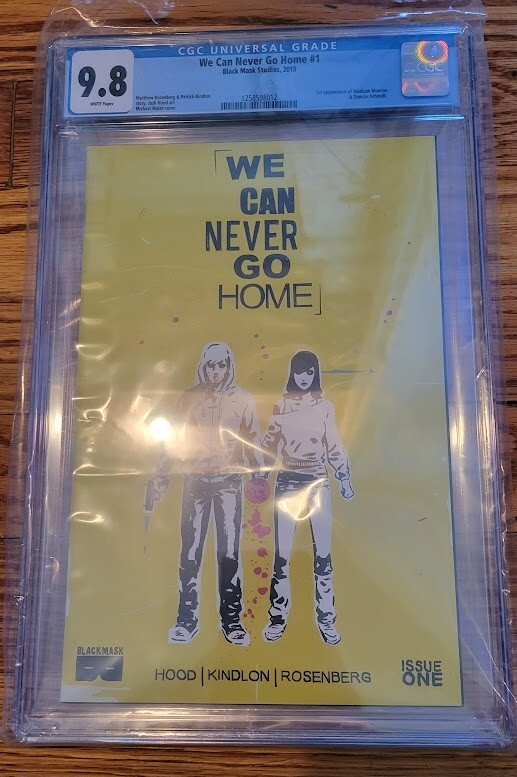 CGC UNIVERSAL GRADE
9.8
WHITE Pages
We Can Never Go Home #1
Black Mask Studios, 2015
Matthew Rosenberg & Patrick Kindlon
story, Josh Hood art
Michael Walsh cover
1258598012
1st appearance of Madison Munroe
& Duncan Schmidt
CGC
WE
CAN
NEVER
GO
HOME
BLACKMASK
HOOD | KINDLON | ROSENBERG
ISSUE
ONE